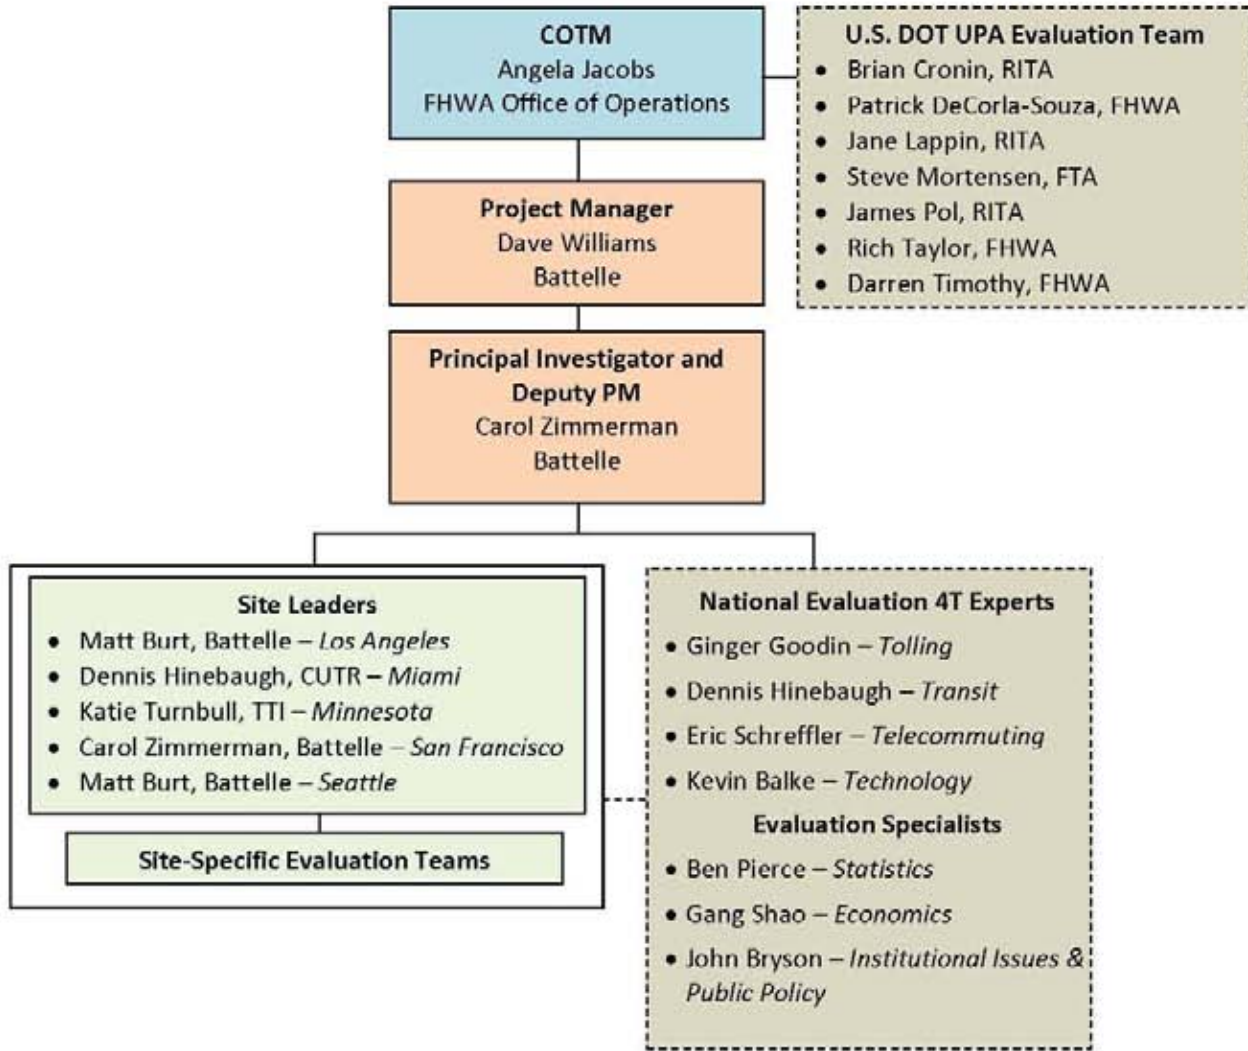 COTM
Angela Jacobs
FHWA Office of Operations
U.S. DOT UPA Evaluation Team
• Brian Cronin, RITA
• Patrick DeCorla-Souza, FHWA
• Jane Lappin, RITA
• Steve Mortensen, FTA
• James Pol, RITA
• Rich Taylor, FHWA
• Darren Timothy, FHWA
Project Manager
Dave Williams
Battelle
Principal Investigator and
Deputy PM
Carol Zimmerman
Battelle
Site Leaders
• Matt Burt, Battelle – Los Angeles
• Dennis Hinebaugh, CUTR – Miami
• Katie Turnbull, TTI – Minnesota
• Carol Zimmerman, Battelle – San Francisco
• Matt Burt, Battelle – Seattle
Site-Specific Evaluation Teams
National Evaluation 4T Experts
• Ginger Goodin – Tolling
• Dennis Hinebaugh – Transit
• Eric Schreffler – Telecommuting
• Kevin Balke – Technology
Evaluation Specialists
• Ben Pierce – Statistics
• Gang Shao – Economics
• John Bryson – Institutional Issues &
Public Policy